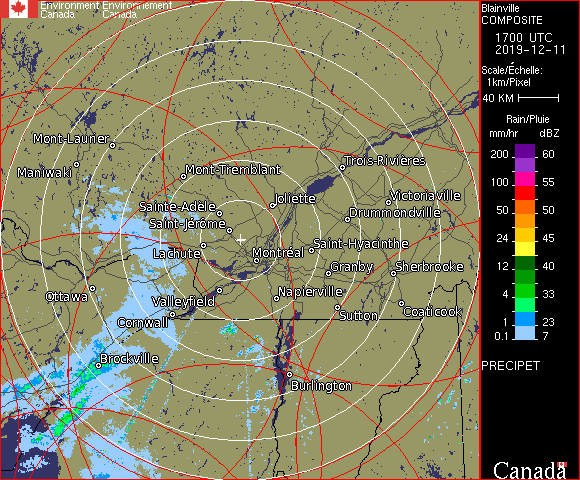 Environment Environnement
Canada Canada
Blainville
COMPOSITE
1700 UTC
2019-12-11
Scale/Échelle:
1km/Pixel
40 KM
Rain/Pluie
mm/hr dBZ
200 60
100 55
50 50
24 45
12 40
4 33
1 23
0.1 7
PRECIPET
Canada
Mont-Laurier
Maniwaki
Mont-Tremblant
Trois-Rivières
Joliette
Victoriaville
Sainte-Adèle
Drummondville
Saint-Jérôme
Saint-Hyacinthe
Lachute
Montréal
Granby
Sherbrooke
Ottawa
Valleyfield
Napierville
Cornwall
Sutton
Coaticook
Brockville
Burlington